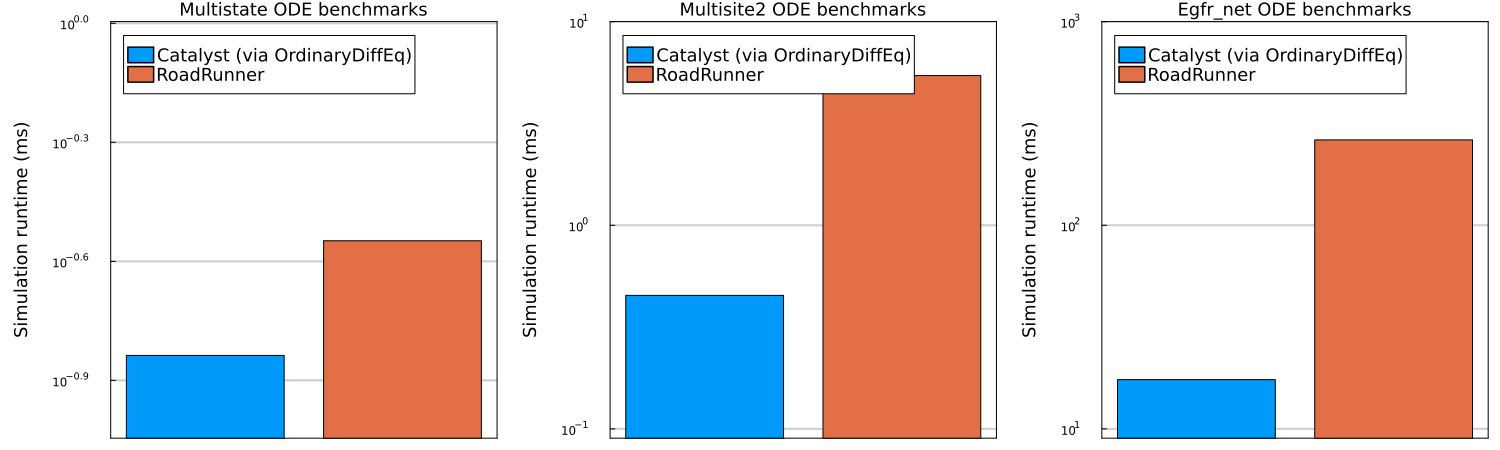 Multistate ODE benchmarks
Simulation runtime (ms)
10^0.0
10^−0.3
10^−0.6
10^−0.9
Catalyst (via OrdinaryDiffEq)
RoadRunner
Multisite2 ODE benchmarks
Simulation runtime (ms)
10^1
10^0
10^−1
Catalyst (via OrdinaryDiffEq)
RoadRunner
Egfr_net ODE benchmarks
Simulation runtime (ms)
10^3
10^2
10^1
Catalyst (via OrdinaryDiffEq)
RoadRunner